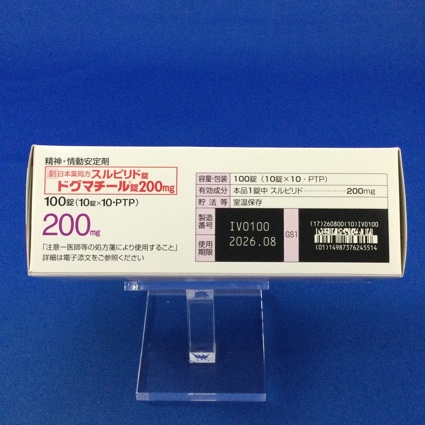 精神・情動安定剤
劇 日本薬局方 スルピリド錠
ドグマチール錠200mg
100錠(10錠×10・PTP)
200mg
「注意－医師等の処方箋により使用すること」
詳細は電子添文をご参照ください
容量・包装 100錠(10錠×10・PTP)
有効成分 本品1錠中 スルピリド………………200mg
貯法等 室温保存
製造番号 IV0100
使用期限 2026.08
GS1
(17)260800(10)IV0100
(01)14987376245514